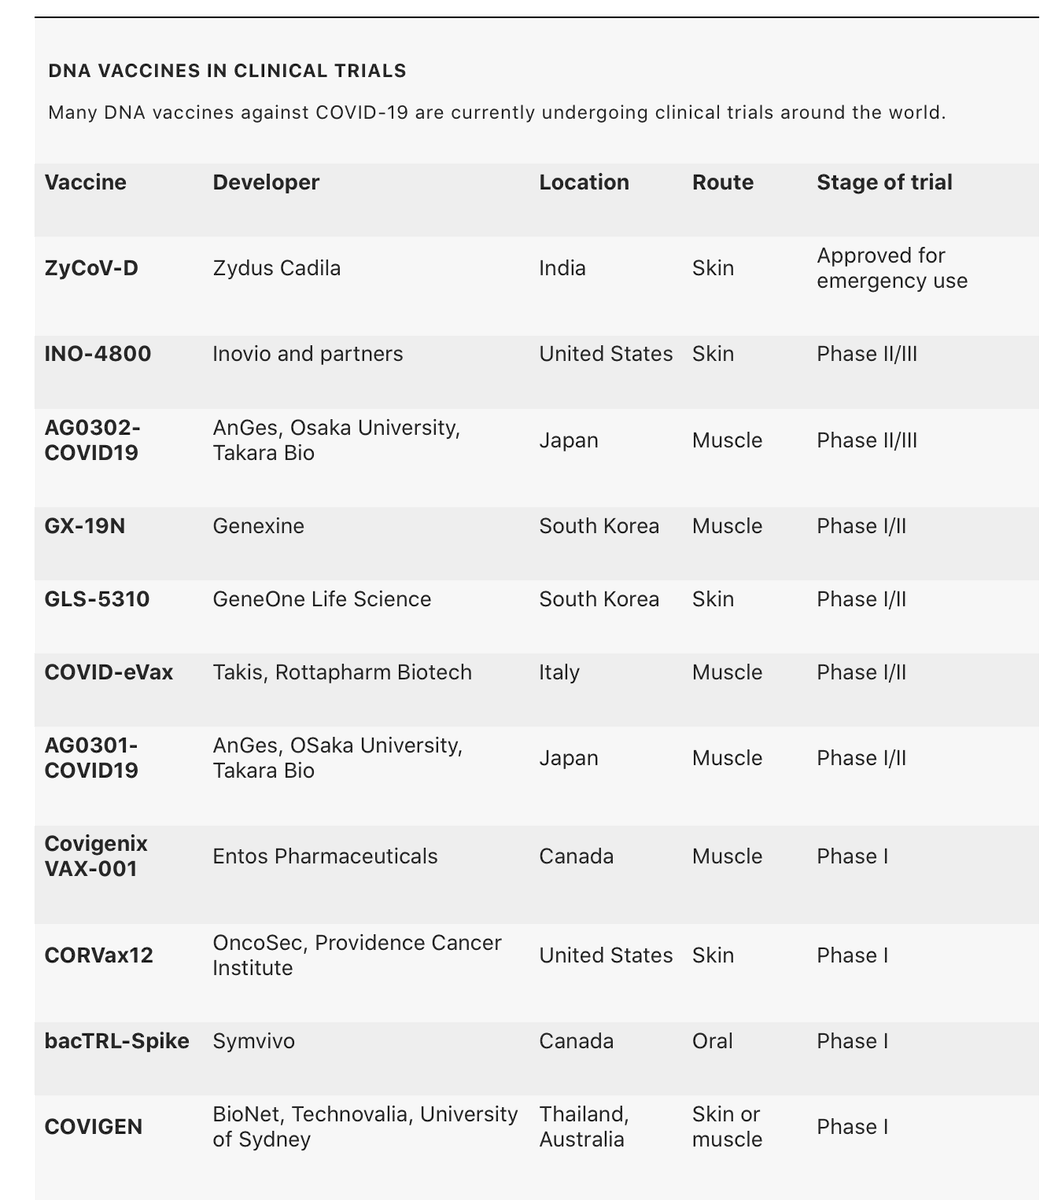 DNA VACCINES IN CLINICAL TRIALS
Many DNA vaccines against COVID-19 are currently undergoing clinical trials around the world.
Vaccine Developer Location Route Stage of trial
ZyCoV-D Zydus Cadila India Skin Approved for
emergency use
INO-4800 Inovio and partners United States Skin Phase II/III
AG0302- AnGes, Osaka University, Japan Muscle Phase II/III
COVID19 Takara Bio
GX-19N Genexine South Korea Muscle Phase I/II
GLS-5310 GeneOne Life Science South Korea Skin Phase I/II
COVID-eVax Takis, Rottapharm Biotech Italy Muscle Phase I/II
AG0301- AnGes, OSaka University, Japan Muscle Phase I/II
COVID19 Takara Bio
Covigenix Entos Pharmaceuticals Canada Muscle Phase I
VAX-001
CORVax12 OncoSec, Providence Cancer United States Skin Phase I
Institute
bacTRL-Spike Symvivo Canada Oral Phase I
COVIGEN BioNet, Technovalia, University Thailand, Skin or Phase I
of Sydney Australia muscle